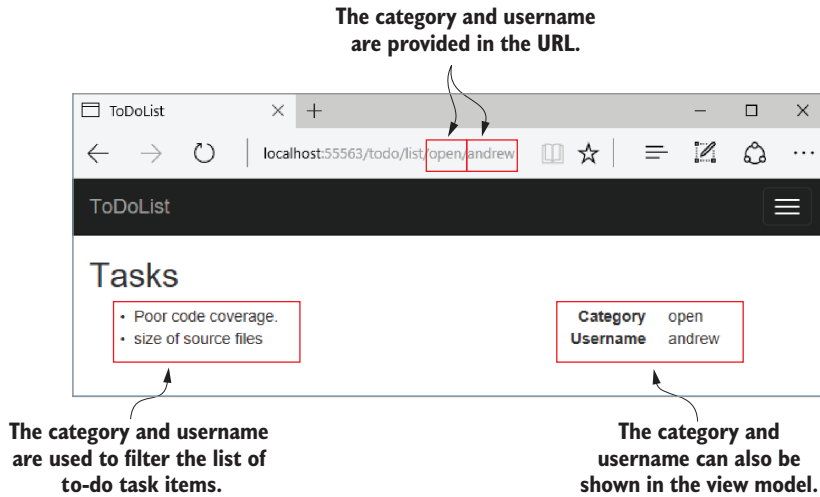 The category and username
are provided in the URL.
ToDoList
localhost:55563/todo/list/open/andrew
ToDoList
Tasks
• Poor code coverage.
• size of source files
Category open
Username andrew
The category and username
are used to filter the list of
to-do task items.
The category and
username can also be
shown in the view model.